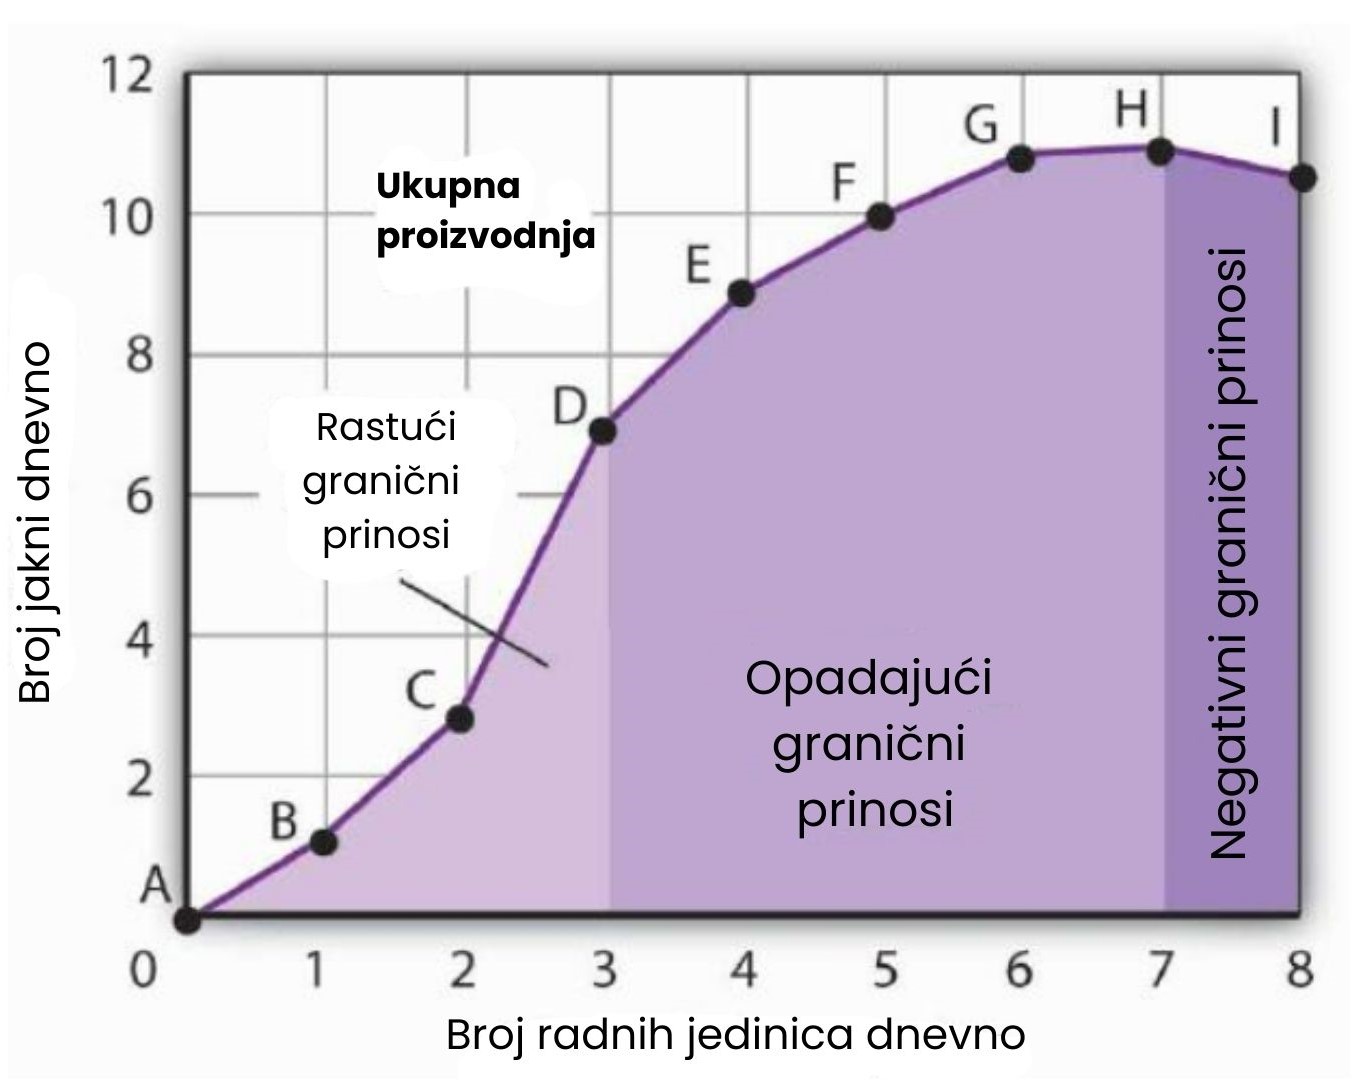 12
10
8
6
4
2
0
1
2
3
4
5
6
7
8
Broj jakni dnevno
Broj radnih jedinica dnevno
Ukupna
proizvodnja
Rastući
granični
prinosi
Opadajući
granični
prinosi
Negativni granični prinosi
A
B
C
D
E
F
G
H
I